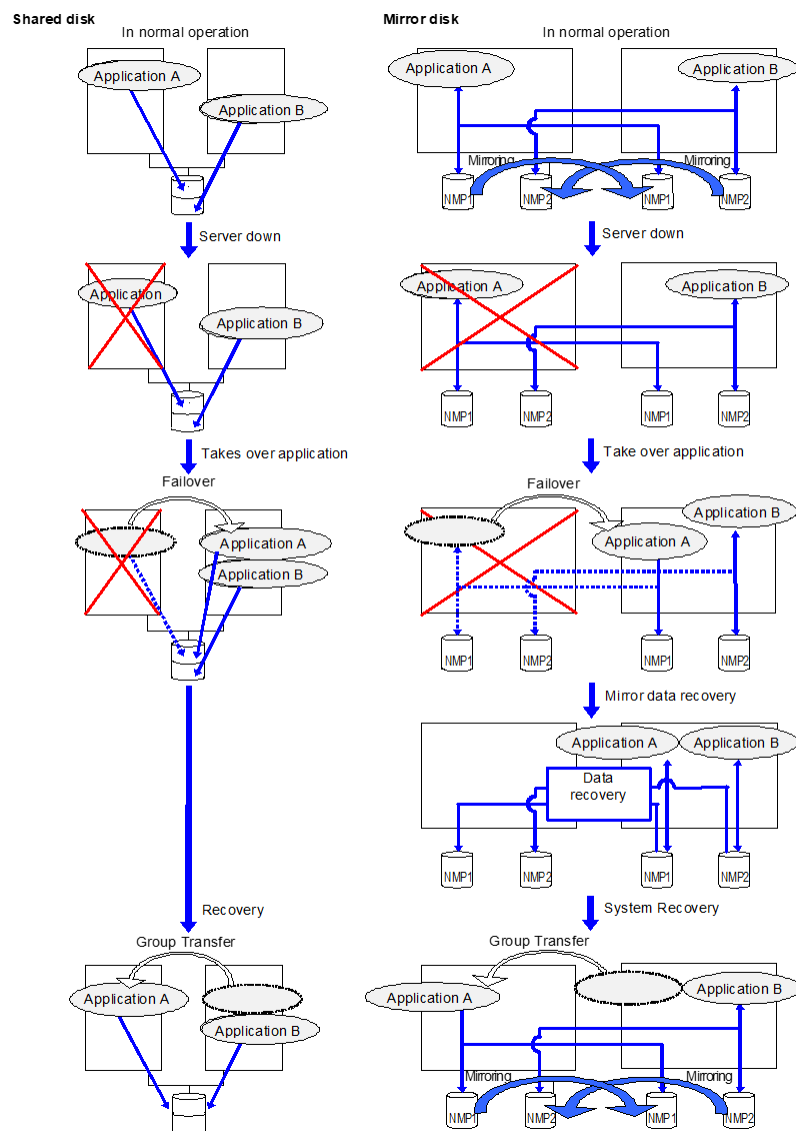 Shared disk
In normal operation
Application A
Application B
Server down
Application
Application B
Takes over application
Failover
Application A
Application B
Recovery
Group Transfer
Application A
Application B
Mirror disk
In normal operation
Application A
Application B
Mirroring
Mirroring
NMP1
NMP2
NMP1
NMP2
Server down
Application A
Application B
NMP1
NMP2
NMP1
NMP2
Take over application
Failover
Application B
Application A
NMP1
NMP2
NMP1
NMP2
Mirror data recovery
Application A
Application B
Data
recovery
NMP1
NMP2
NMP1
NMP2
System Recovery
Group Transfer
Application A
Application B
Mirroring
Mirroring
NMP1
NMP2
NMP1
NMP2